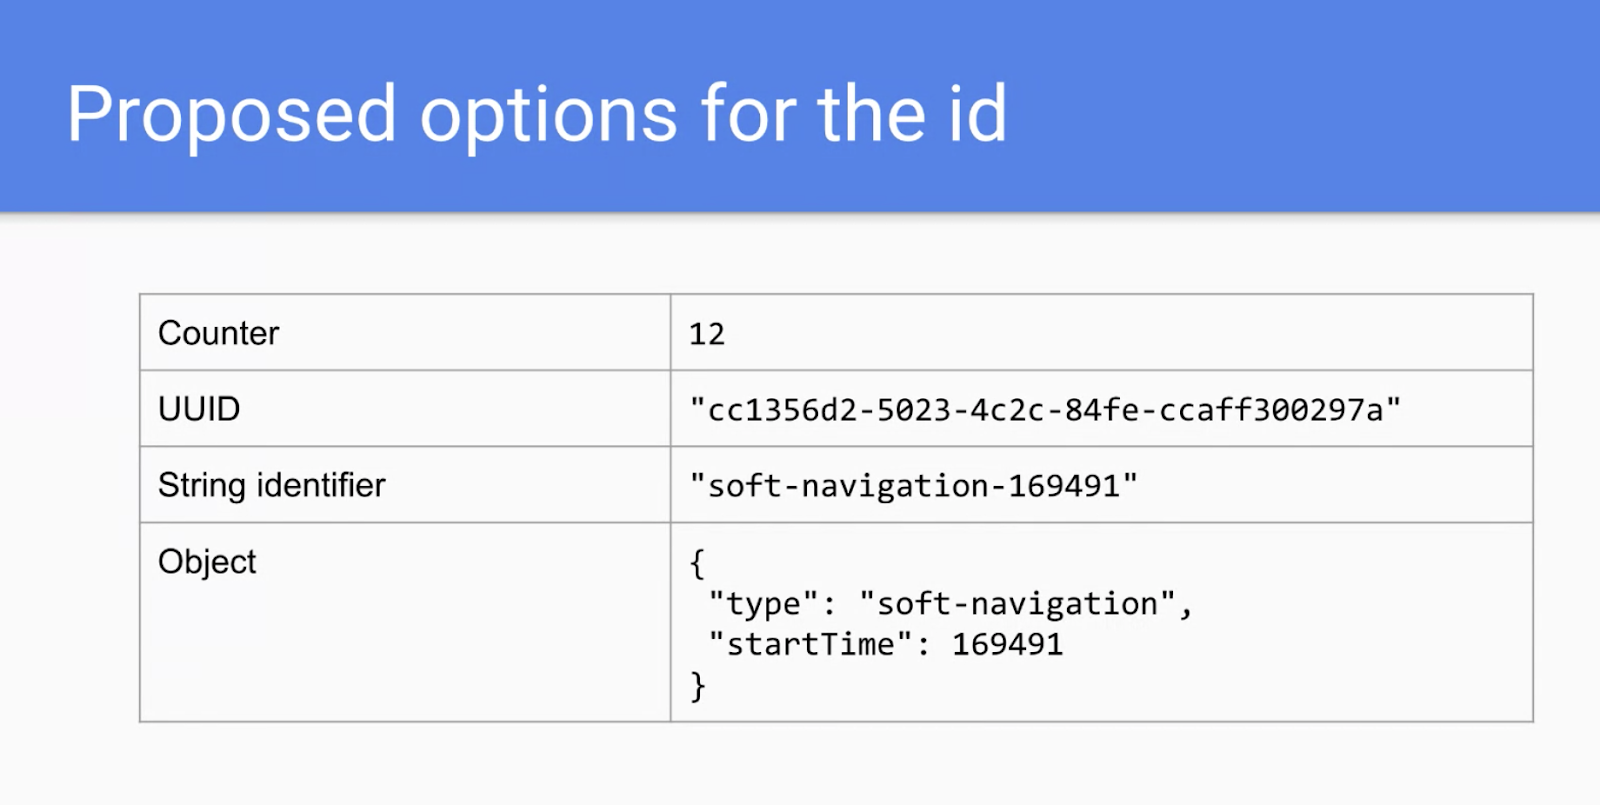 Proposed options for the id
Counter
12
UUID
"cc1356d2-5023-4c2c-84fe-ccaff300297a"
String identifier
"soft-navigation-169491"
Object
{
"type": "soft-navigation",
"startTime": 169491
}